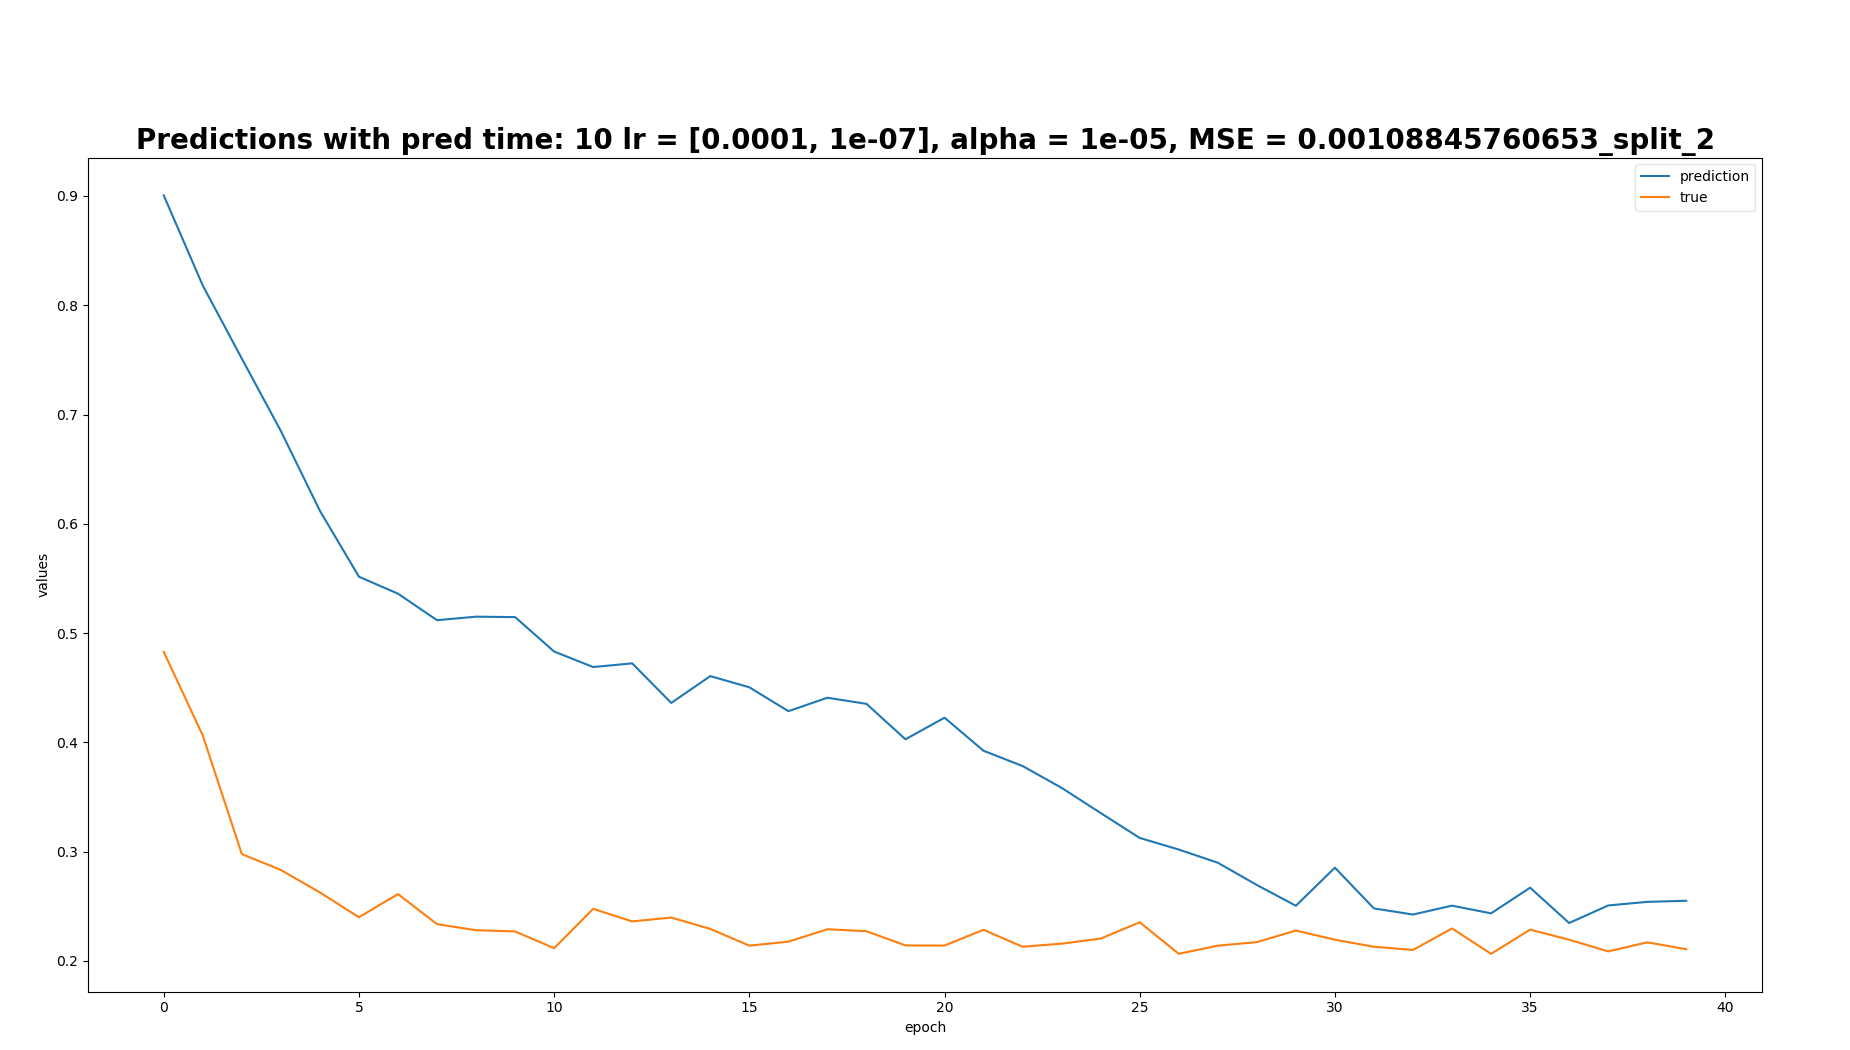 Predictions with pred time: 10 lr = [0.0001, 1e-07], alpha = 1e-05, MSE = 0.00108845760653_split_2
prediction
true
0.9
0.8
0.7
0.6
0.5
0.4
0.3
0.2
values
0 5 10 15 20 25 30 35 40
epoch